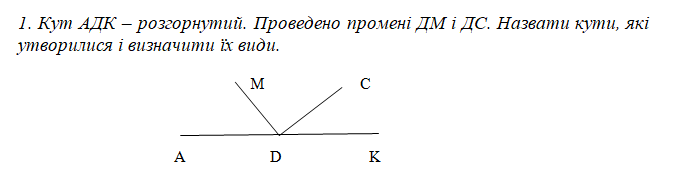 1. Кут АДК – розгорнутий. Проведено промені ДМ і ДС. Назвати кути, які
утворилися і визначити їх види.
M C
A D K